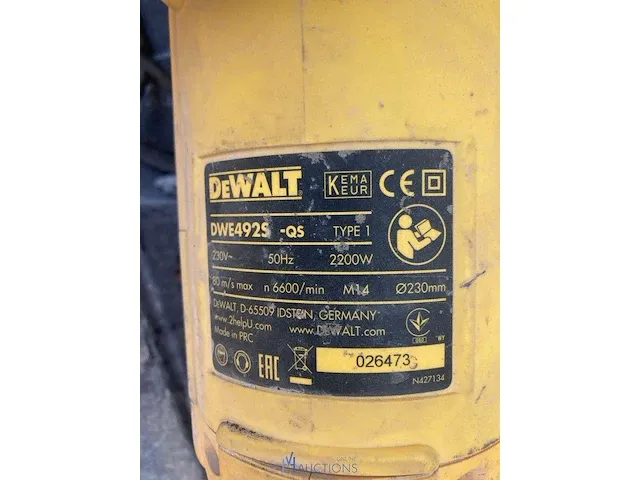 DEWALT
KEMA
KEUR
CE
DWE492S -QS TYPE 1
230V~ 50Hz 2200W
80 m/s max n 6600/min M14 Ø230mm
DEWALT, D-65509 IDSTEIN, GERMANY
www.2helpU.com www.DEWALT.com
Made in PRC
EAC
026473
N427134
AUCTIONS